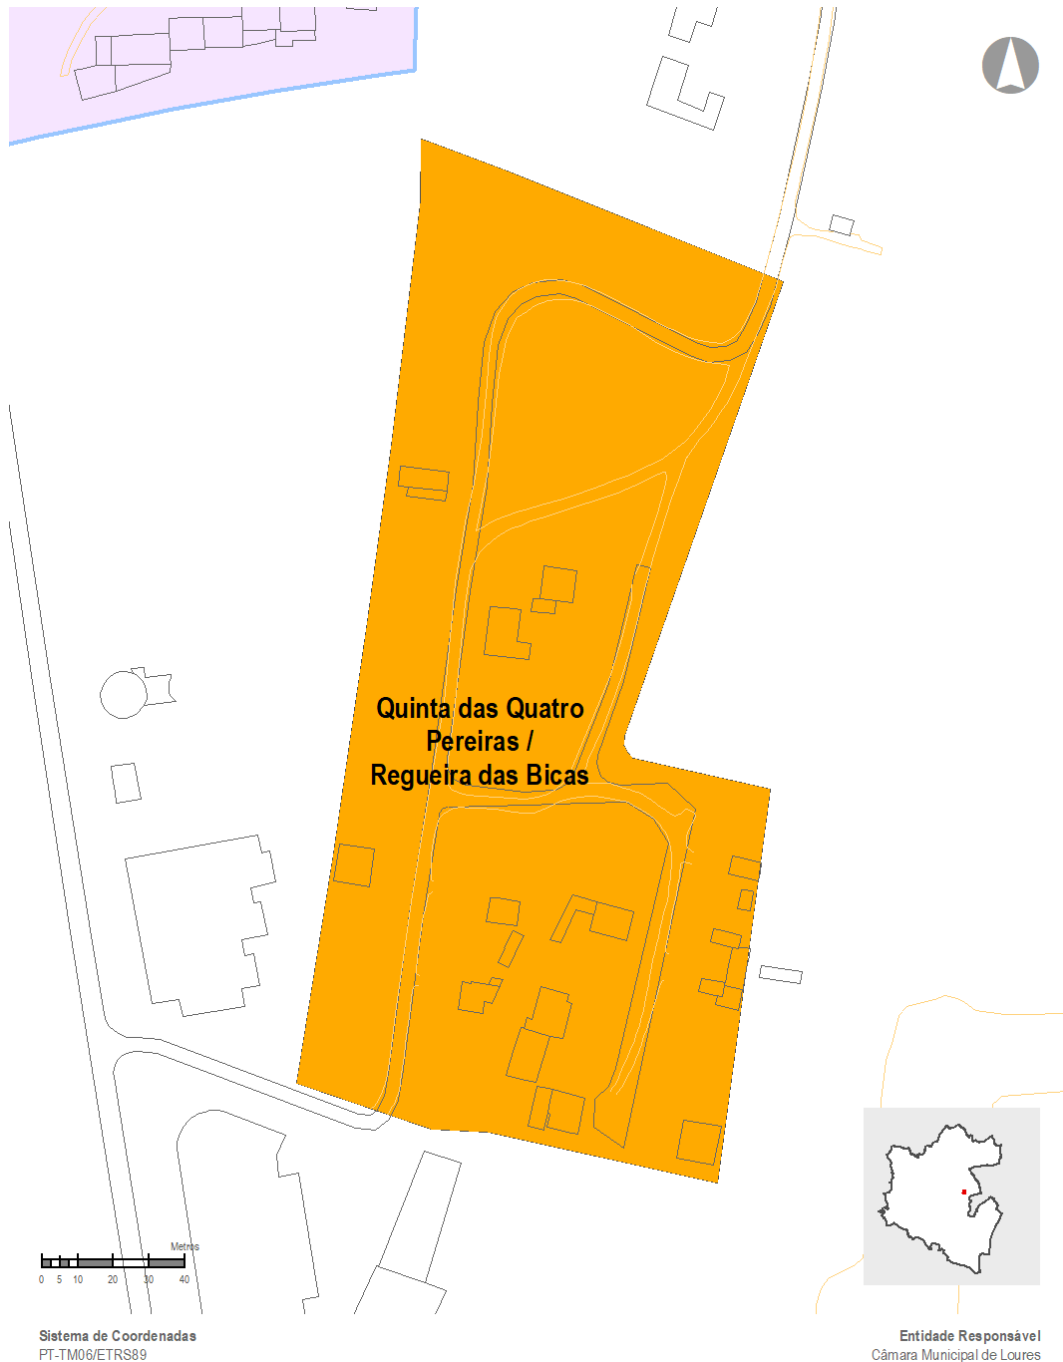 Quinta das Quatro
Pereiras /
Regueira das Bicas
Metros
0 5 10 20 30 40
Sistema de Coordenadas
PT-TM06/ETRS89
Entidade Responsável
Câmara Municipal de Loures